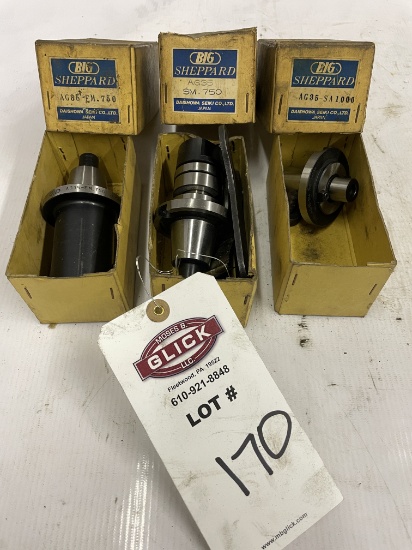 BIG
SHEPPARD
DAISHOWA SEIKI CO., LTD.
JAPAN
AG35-EM.750
BIG
SHEPPARD
AG35
SM.750
DAISHOWA SEIKI CO., LTD.
JAPAN
BIG
SHEPPARD
AG35-SA1000
DAISHOWA SEIKI CO., LTD.
JAPAN
MOSES B
GLICK
LLC.
Fleetwood, PA. 19522
610-921-8848
LOT #
170
www.mbglick.com